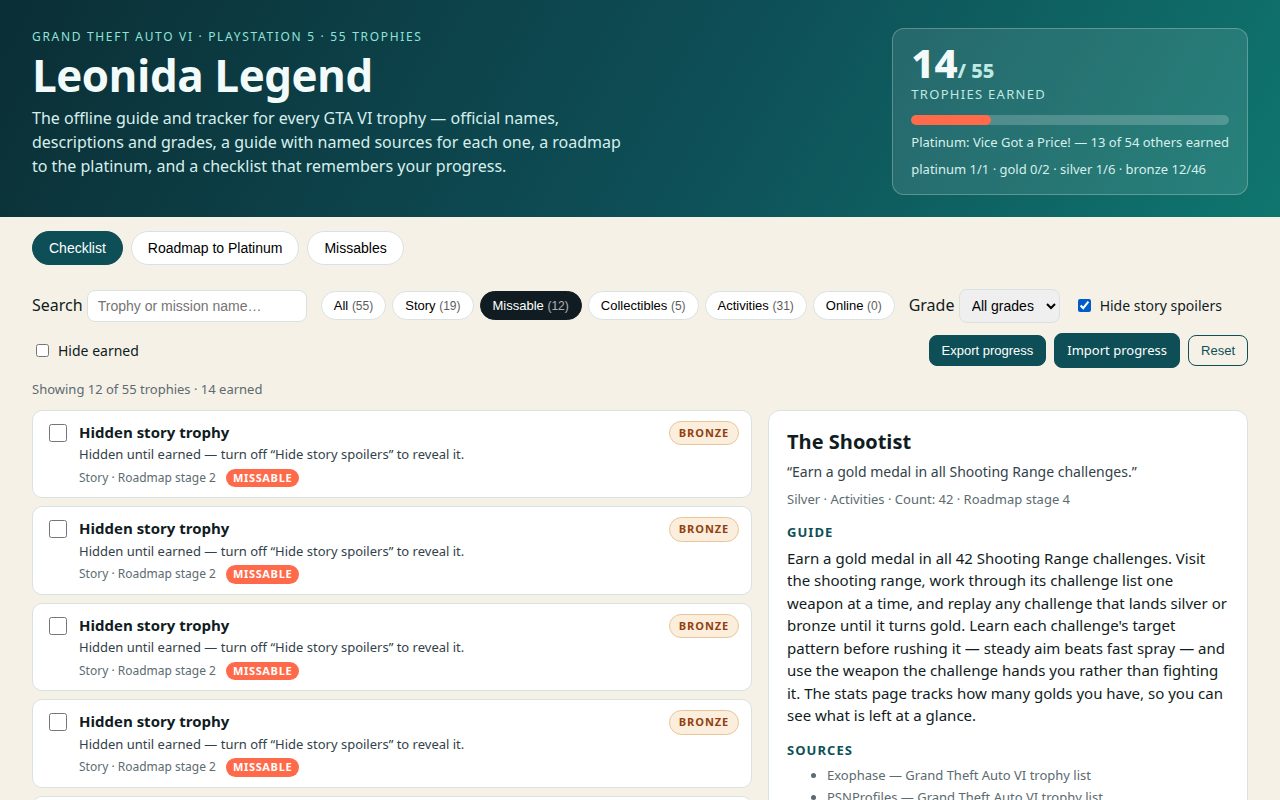 GRAND THEFT AUTO VI · PLAYSTATION 5 · 55 TROPHIES
Leonida Legend
The offline guide and tracker for every GTA VI trophy — official names,
descriptions and grades, a guide with named sources for each one, a roadmap
to the platinum, and a checklist that remembers your progress.
14/ 55
TROPHIES EARNED
Platinum: Vice Got a Price! — 13 of 54 others earned
platinum 1/1 · gold 0/2 · silver 1/6 · bronze 12/46
Checklist
Roadmap to Platinum
Missables
Search
Trophy or mission name…
All (55)
Story (19)
Missable (12)
Collectibles (5)
Activities (31)
Online (0)
Grade
All grades
Hide story spoilers
Hide earned
Export progress
Import progress
Reset
Showing 12 of 55 trophies · 14 earned
Hidden story trophy
BRONZE
Hidden until earned — turn off “Hide story spoilers” to reveal it.
Story · Roadmap stage 2 MISSABLE
Hidden story trophy
BRONZE
Hidden until earned — turn off “Hide story spoilers” to reveal it.
Story · Roadmap stage 2 MISSABLE
Hidden story trophy
BRONZE
Hidden until earned — turn off “Hide story spoilers” to reveal it.
Story · Roadmap stage 2 MISSABLE
Hidden story trophy
BRONZE
Hidden until earned — turn off “Hide story spoilers” to reveal it.
Story · Roadmap stage 2 MISSABLE
The Shootist
“Earn a gold medal in all Shooting Range challenges.”
Silver · Activities · Count: 42 · Roadmap stage 4
GUIDE
Earn a gold medal in all 42 Shooting Range challenges. Visit
the shooting range, work through its challenge list one
weapon at a time, and replay any challenge that lands silver or
bronze until it turns gold. Learn each challenge's target
pattern before rushing it — steady aim beats fast spray — and
use the weapon the challenge hands you rather than fighting
it. The stats page tracks how many golds you have, so you can
see what is left at a glance.
SOURCES
• Exophase — Grand Theft Auto VI trophy list
• PSNProfiles — Grand Theft Auto VI trophy list